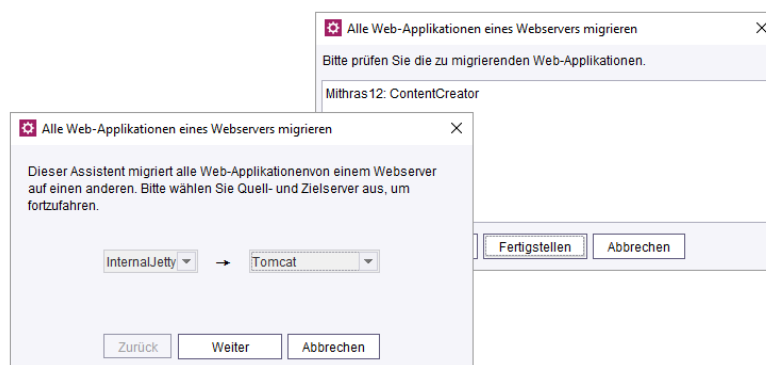 Alle Web-Applikationen eines Webservers migrieren
Bitte prüfen Sie die zu migrierenden Web-Applikationen.
Mithras12: ContentCreator
Fertigstellen Abbrechen
Alle Web-Applikationen eines Webservers migrieren
Dieser Assistent migriert alle Web-Applikationenvon einem Webserver
auf einen anderen. Bitte wählen Sie Quell- und Zielserver aus, um
fortzufahren.
InternalJetty → Tomcat
Zurück Weiter Abbrechen